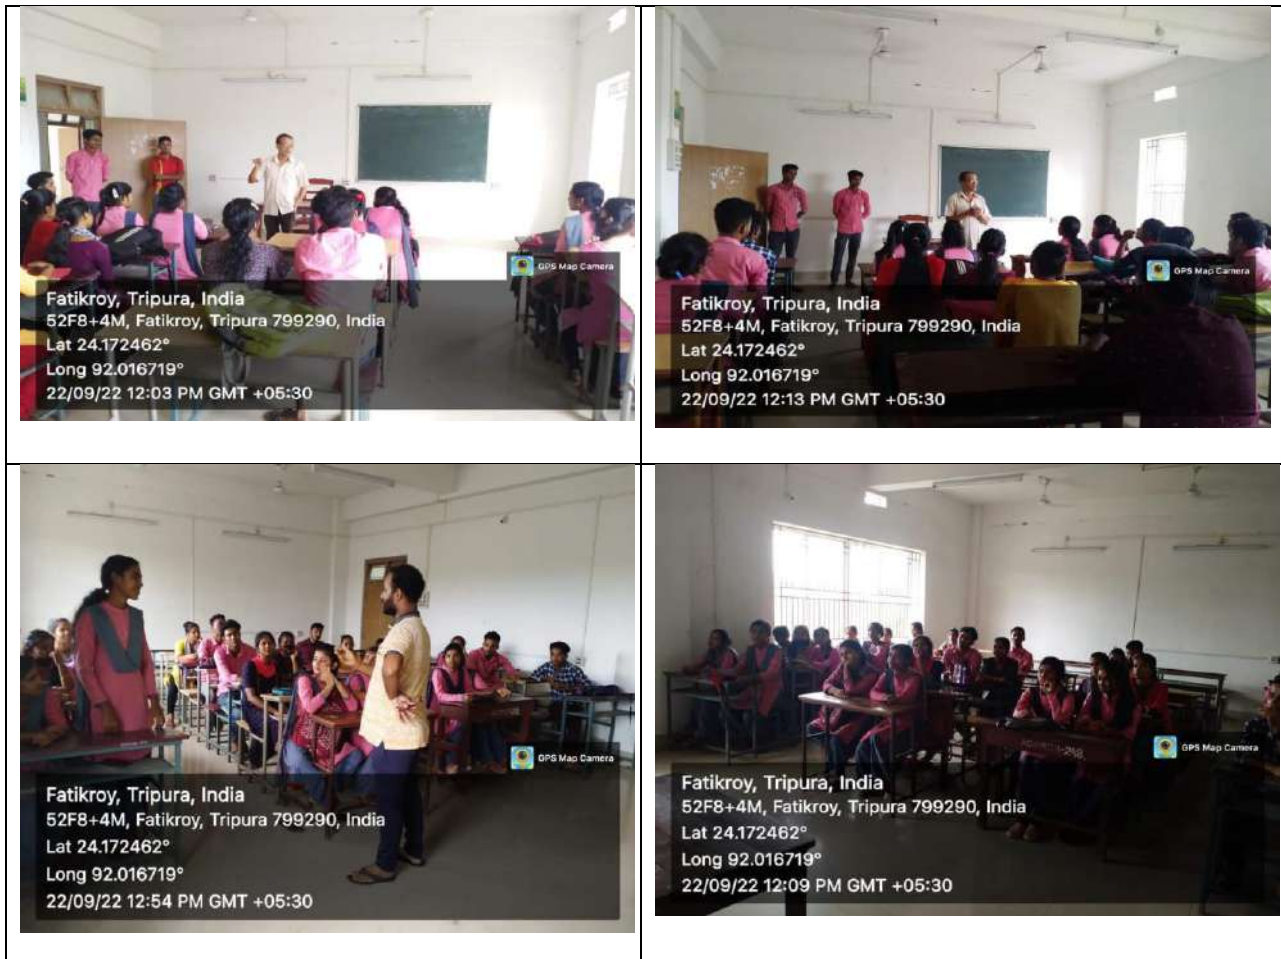 GPS Map Camera
Fatikroy, Tripura, India
52F8+4M, Fatikroy, Tripura 799290, India
Lat 24.172462°
Long 92.016719°
22/09/22 12:03 PM GMT +05:30
GPS Map Camera
Fatikroy, Tripura, India
52F8+4M, Fatikroy, Tripura 799290, India
Lat 24.172462°
Long 92.016719°
22/09/22 12:13 PM GMT +05:30
GPS Map Camera
Fatikroy, Tripura, India
52F8+4M, Fatikroy, Tripura 799290, India
Lat 24.172462°
Long 92.016719°
22/09/22 12:54 PM GMT +05:30
GPS Map Camera
Fatikroy, Tripura, India
52F8+4M, Fatikroy, Tripura 799290, India
Lat 24.172462°
Long 92.016719°
22/09/22 12:09 PM GMT +05:30